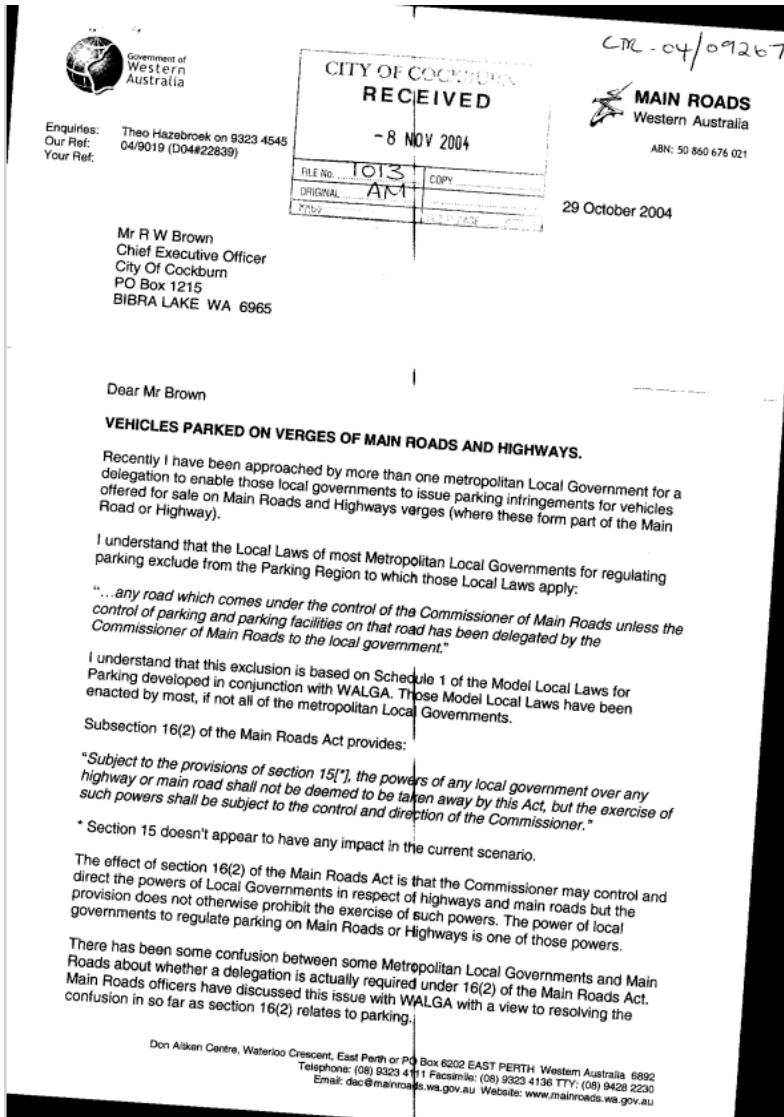 CM - 04/09267
Government of
Western
Australia
CITY OF COCKBURN
RECEIVED
-8 NOV 2004
FILE No. 1013
COPY
ORIGINAL AM
MAIN ROADS
Western Australia
ABN: 50 860 676 021
Enquiries: Theo Hazebroek on 9323 4545
Our Ref: 04/9019 (D04#22839)
Your Ref:
29 October 2004
Mr R W Brown
Chief Executive Officer
City Of Cockburn
PO Box 1215
BIBRA LAKE WA 6965
Dear Mr Brown
VEHICLES PARKED ON VERGES OF MAIN ROADS AND HIGHWAYS.
Recently I have been approached by more than one metropolitan Local Government for a
delegation to enable those local governments to issue parking infringements for vehicles
offered for sale on Main Roads and Highways verges (where these form part of the Main
Road or Highway).
I understand that the Local Laws of most Metropolitan Local Governments for regulating
parking exclude from the Parking Region to which those Local Laws apply:
"...any road which comes under the control of the Commissioner of Main Roads unless the
control of parking and parking facilities on that road has been delegated by the
Commissioner of Main Roads to the local government."
I understand that this exclusion is based on Schedule 1 of the Model Local Laws for
Parking developed in conjunction with WALGA. Those Model Local Laws have been
enacted by most, if not all of the metropolitan Local Governments.
Subsection 16(2) of the Main Roads Act provides:
"Subject to the provisions of section 15[*], the powers of any local government over any
highway or main road shall not be deemed to be taken away by this Act, but the exercise of
such powers shall be subject to the control and direction of the Commissioner."
* Section 15 doesn't appear to have any impact in the current scenario.
The effect of section 16(2) of the Main Roads Act is that the Commissioner may control and
direct the powers of Local Governments in respect of highways and main roads but the
provision does not otherwise prohibit the exercise of such powers. The power of local
governments to regulate parking on Main Roads or Highways is one of those powers.
There has been some confusion between some Metropolitan Local Governments and Main
Roads about whether a delegation is actually required under 16(2) of the Main Roads Act.
Main Roads officers have discussed this issue with WALGA with a view to resolving the
confusion in so far as section 16(2) relates to parking.
Don Aitken Centre, Waterloo Crescent, East Perth or PO Box 6202 EAST PERTH Western Australia 6892
Telephone: (08) 9323 4111 Facsimile: (08) 9323 4136 TTY: (08) 9428 2230
Email: dac@mainroads.wa.gov.au Website: www.mainroads.wa.gov.au